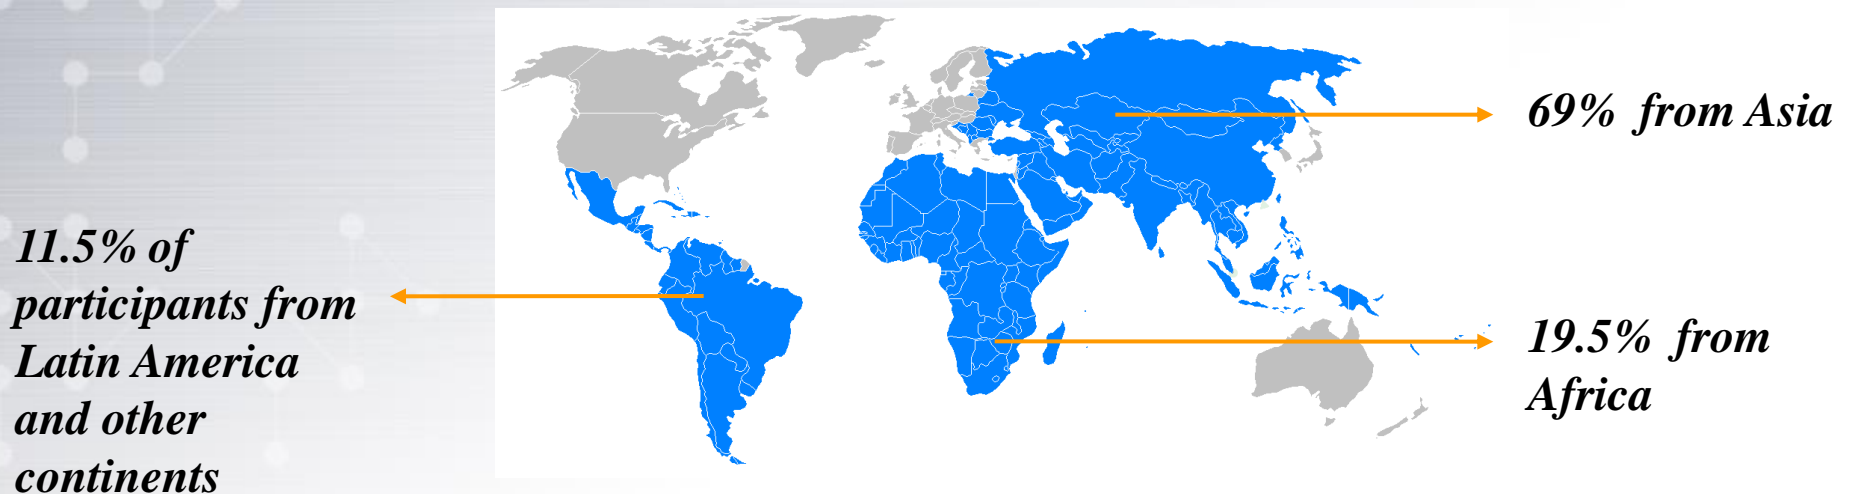 69% from Asia
11.5% of
participants from
Latin America
and other
continents
19.5% from
Africa